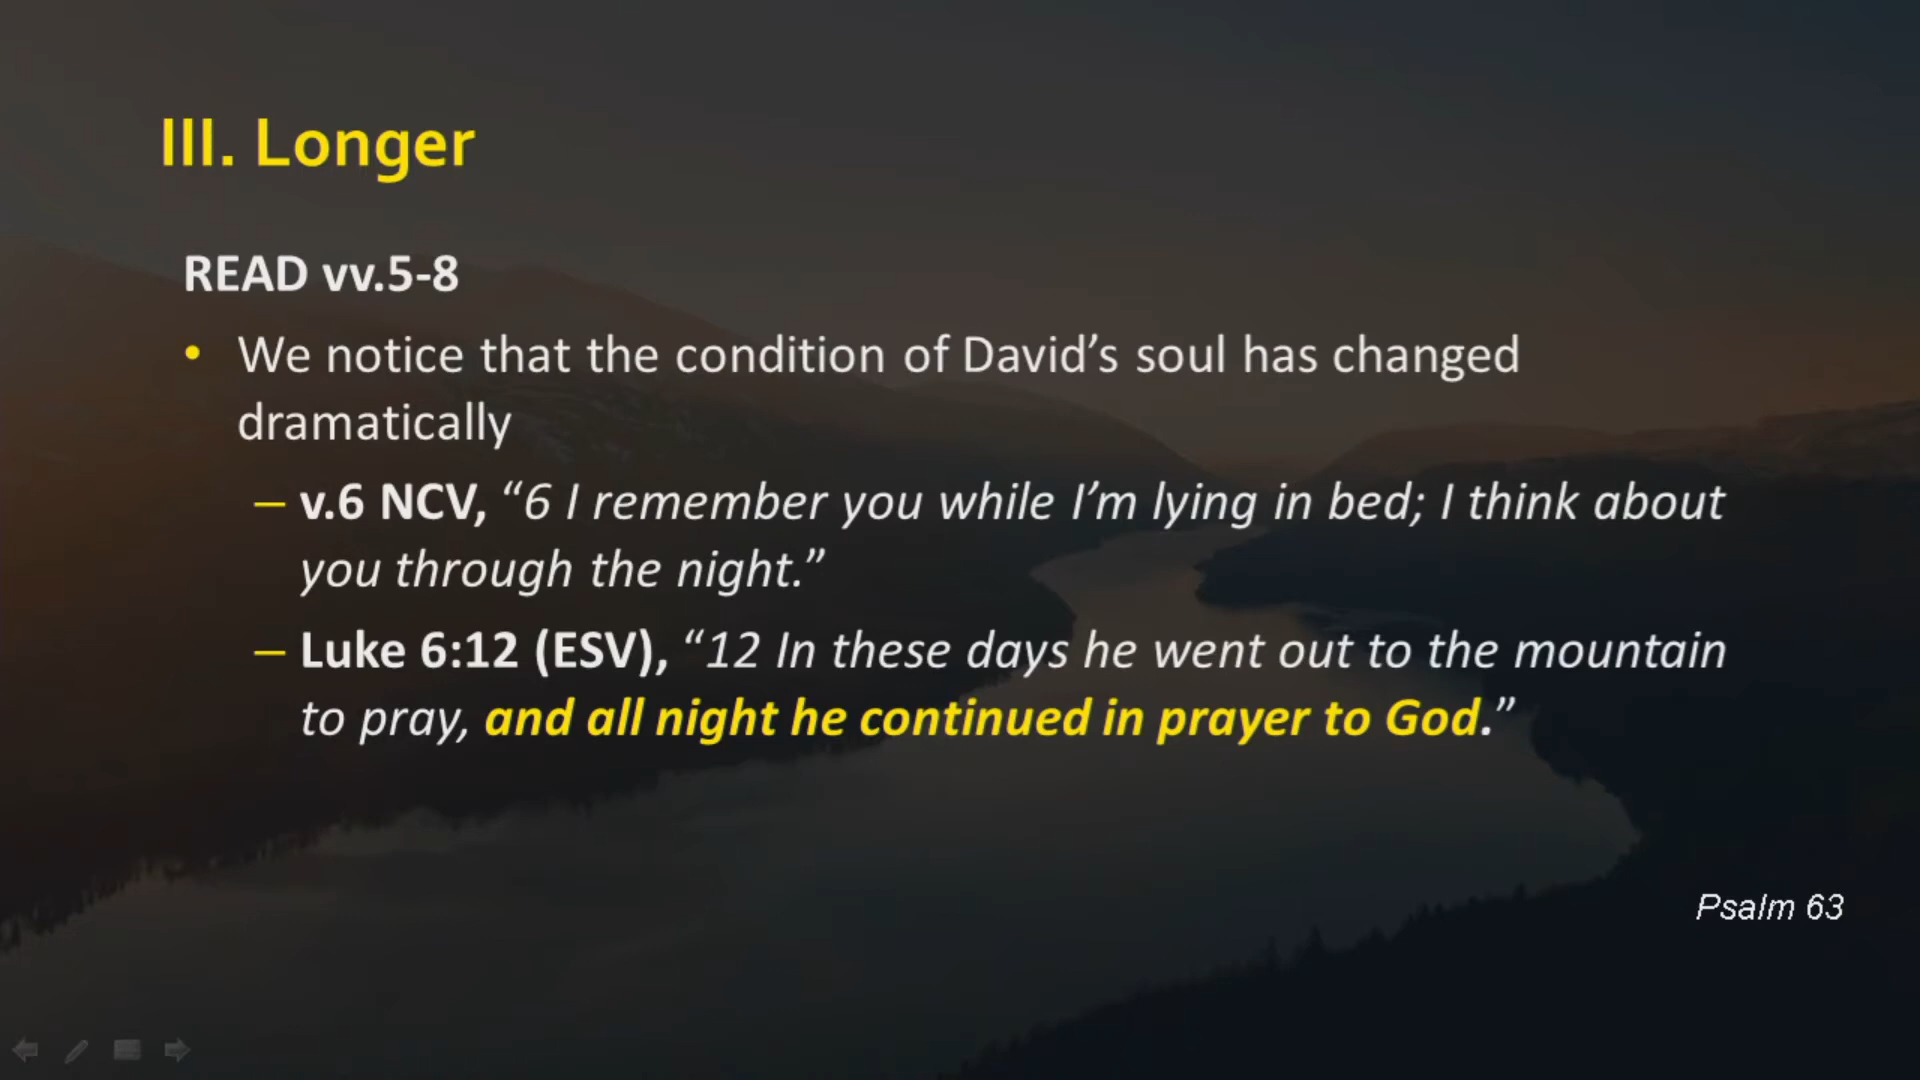 III. Longer
READ vv.5-8
• We notice that the condition of David’s soul has changed
dramatically
– v.6 NCV, “6 I remember you while I’m lying in bed; I think about
you through the night.”
– Luke 6:12 (ESV), “12 In these days he went out to the mountain
to pray, and all night he continued in prayer to God.”
Psalm 63